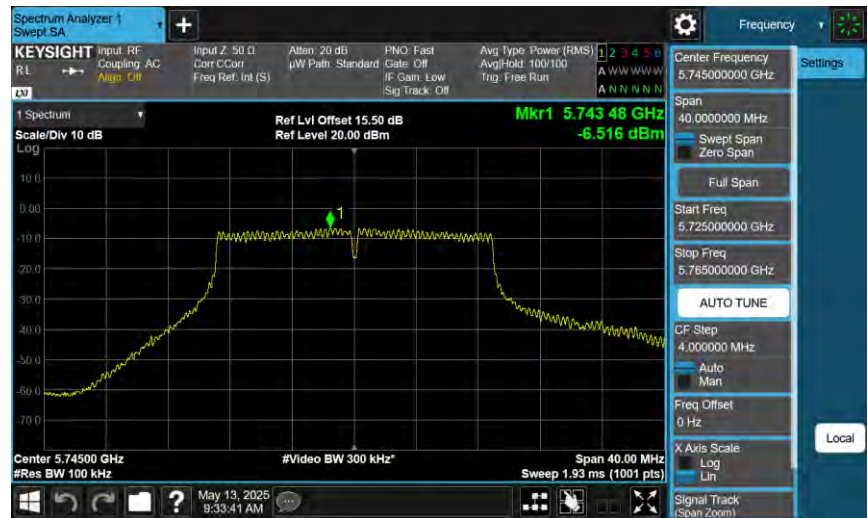 Spectrum Analyzer 1
Swept SA
Frequency
KEYSIGHT
RL
LXI
Input: RF
Coupling: AC
Align: Off
Input Z: 50 Ω
Corr CCorr
Freq Ref: Int (S)
Atten: 20 dB
µW Path: Standard
PNO: Fast
Gate: Off
IF Gain: Low
Sig Track: Off
Avg Type: Power (RMS)
Avg|Hold: 100/100
Trig: Free Run
1 2 3 4 5 6
A W W W W W
A N N N N N
1 Spectrum
Scale/Div 10 dB
Log
Ref Lvl Offset 15.50 dB
Ref Level 20.00 dBm
Mkr1 5.743 48 GHz
-6.516 dBm
10.0
0.00
-10.0
-20.0
-30.0
-40.0
-50.0
-60.0
-70.0
1
Center 5.74500 GHz
#Res BW 100 kHz
#Video BW 300 kHz*
Span 40.00 MHz
Sweep 1.93 ms (1001 pts)
Center Frequency
5.745000000 GHz
Span
40.0000000 MHz
Swept Span
Zero Span
Full Span
Start Freq
5.725000000 GHz
Stop Freq
5.765000000 GHz
AUTO TUNE
CF Step
4.000000 MHz
Auto
Man
Freq Offset
0 Hz
X Axis Scale
Log
Lin
Signal Track
(Span Zoom)
Settings
Local
?
May 13, 2025
9:33:41 AM